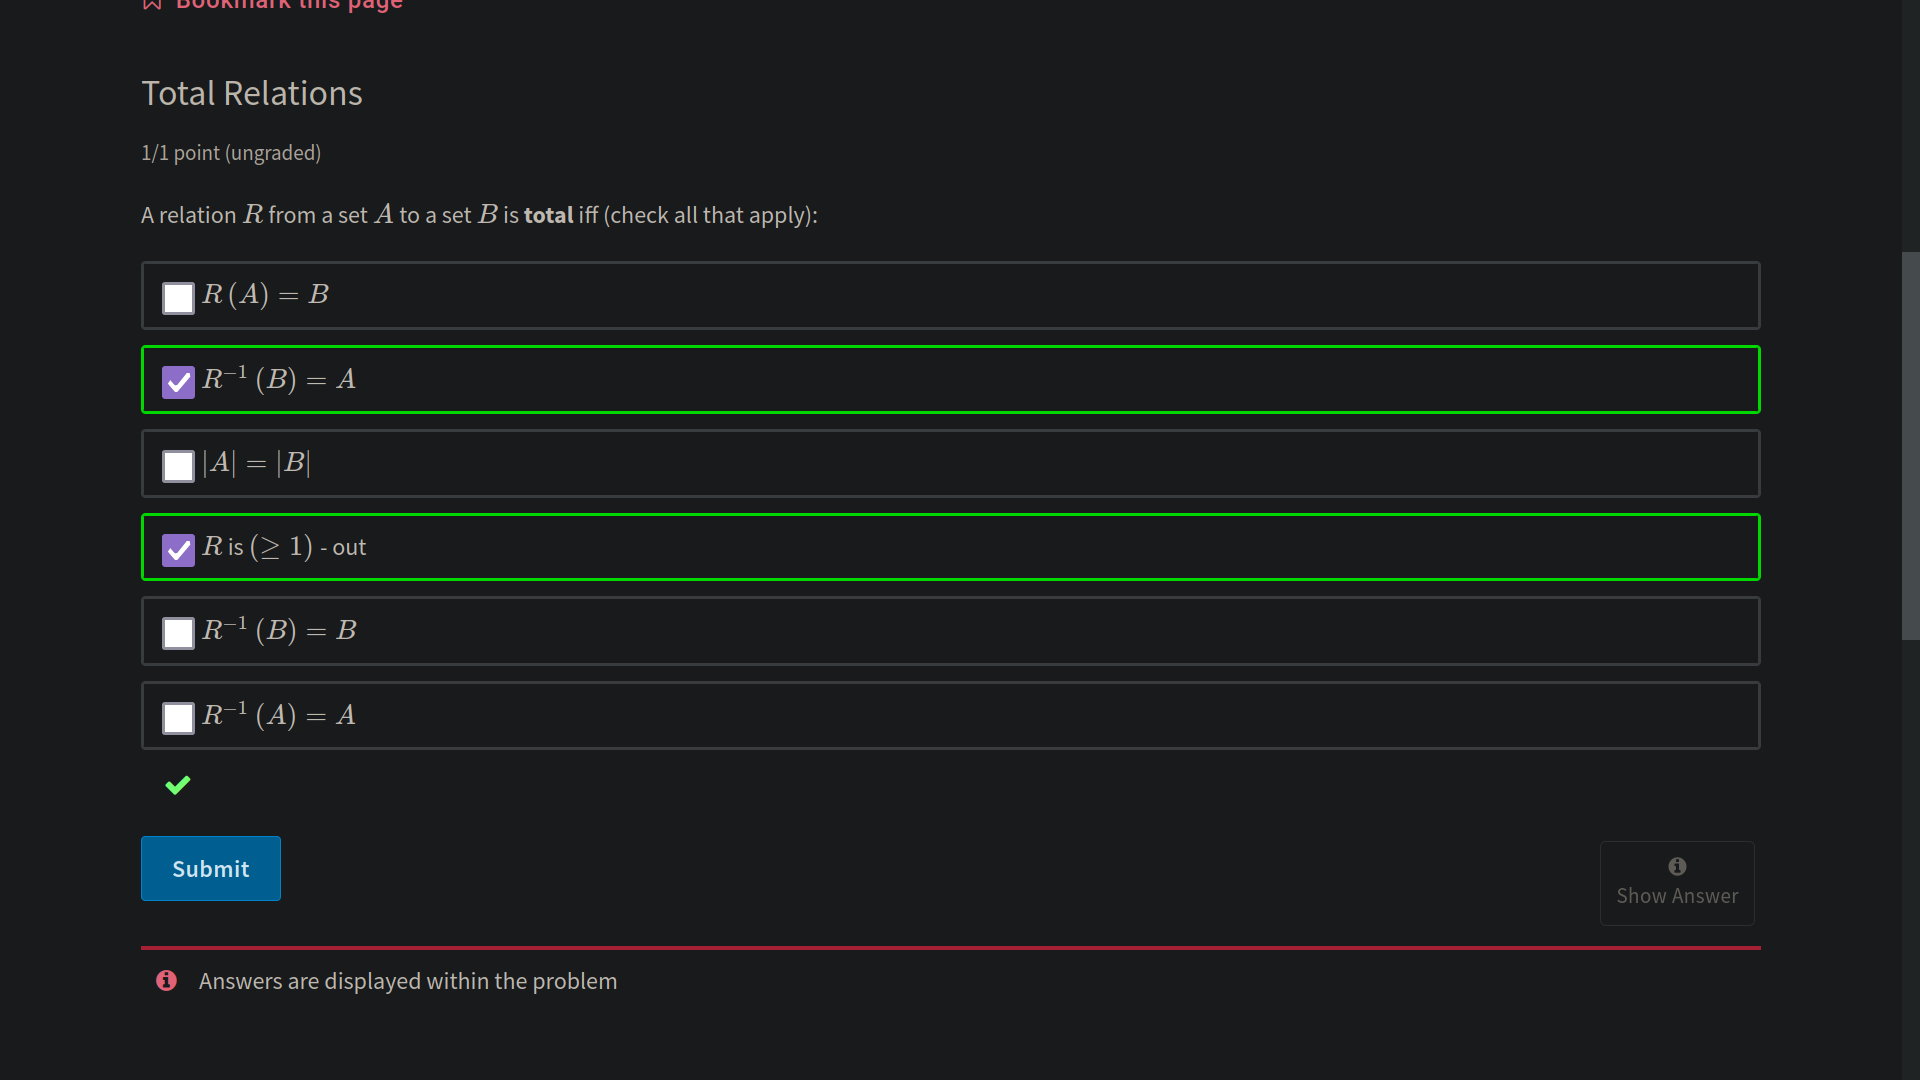 Bookmark this page
Total Relations
1/1 point (ungraded)
A relation R from a set A to a set B is total iff (check all that apply):
R (A) = B
R⁻¹ (B) = A
|A| = |B|
R is (≥ 1) - out
R⁻¹ (B) = B
R⁻¹ (A) = A
Submit
Show Answer
Answers are displayed within the problem